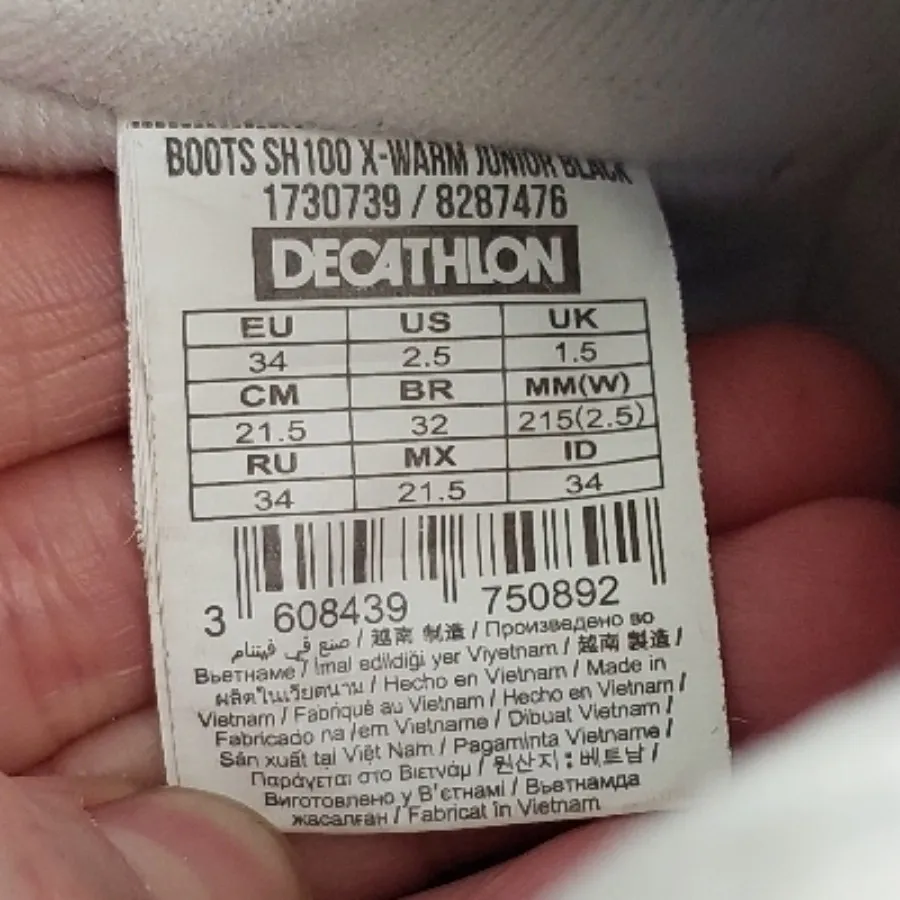 BOOTS SH100 X-WARM JUNIOR BLACK
1730739 / 8287476
DECATHLON
EU US UK
34 2.5 1.5
CM BR MM(W)
21.5 32 215(2.5)
RU MX ID
34 21.5 34
3 608439 750892
صنع في فيتنام / 越南 制造 / Произведено во
Вьетнаме / İmal edildiği yer Viyetnam / 越南 製造 /
ผลิตในเวียดนาม / Hecho en Vietnam / Made in
Vietnam / Fabriqué au Vietnam / Hecho en Vietnam /
Fabricado na /em Vietname / Dibuat Vietnam /
Sản xuất tại Việt Nam / Pagaminta Vietname /
Παράγεται στο Βιετνάμ / 원산지: 베트남 /
Виготовлено у В'єтнамі / Вьетнамда
жасалған / Fabricat în Vietnam